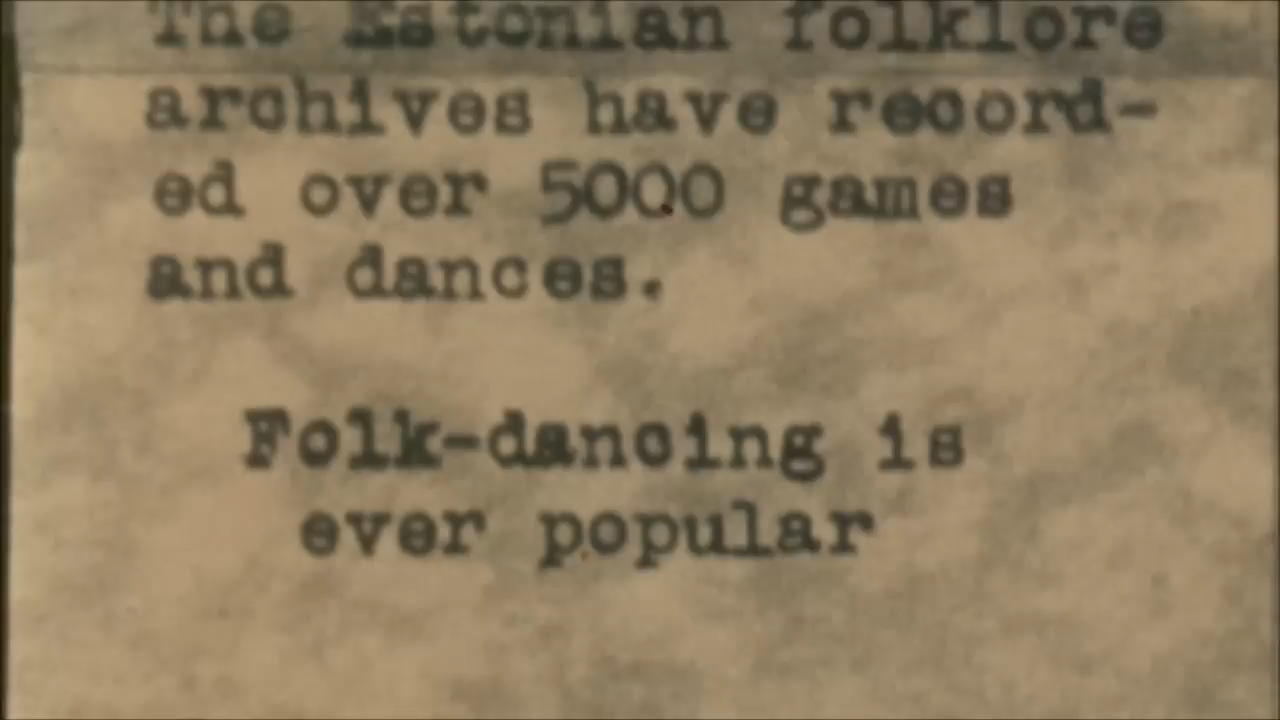 The Estonian folklore
archives have record-
ed over 5000 games
and dances.
Folk-dancing is
ever popular